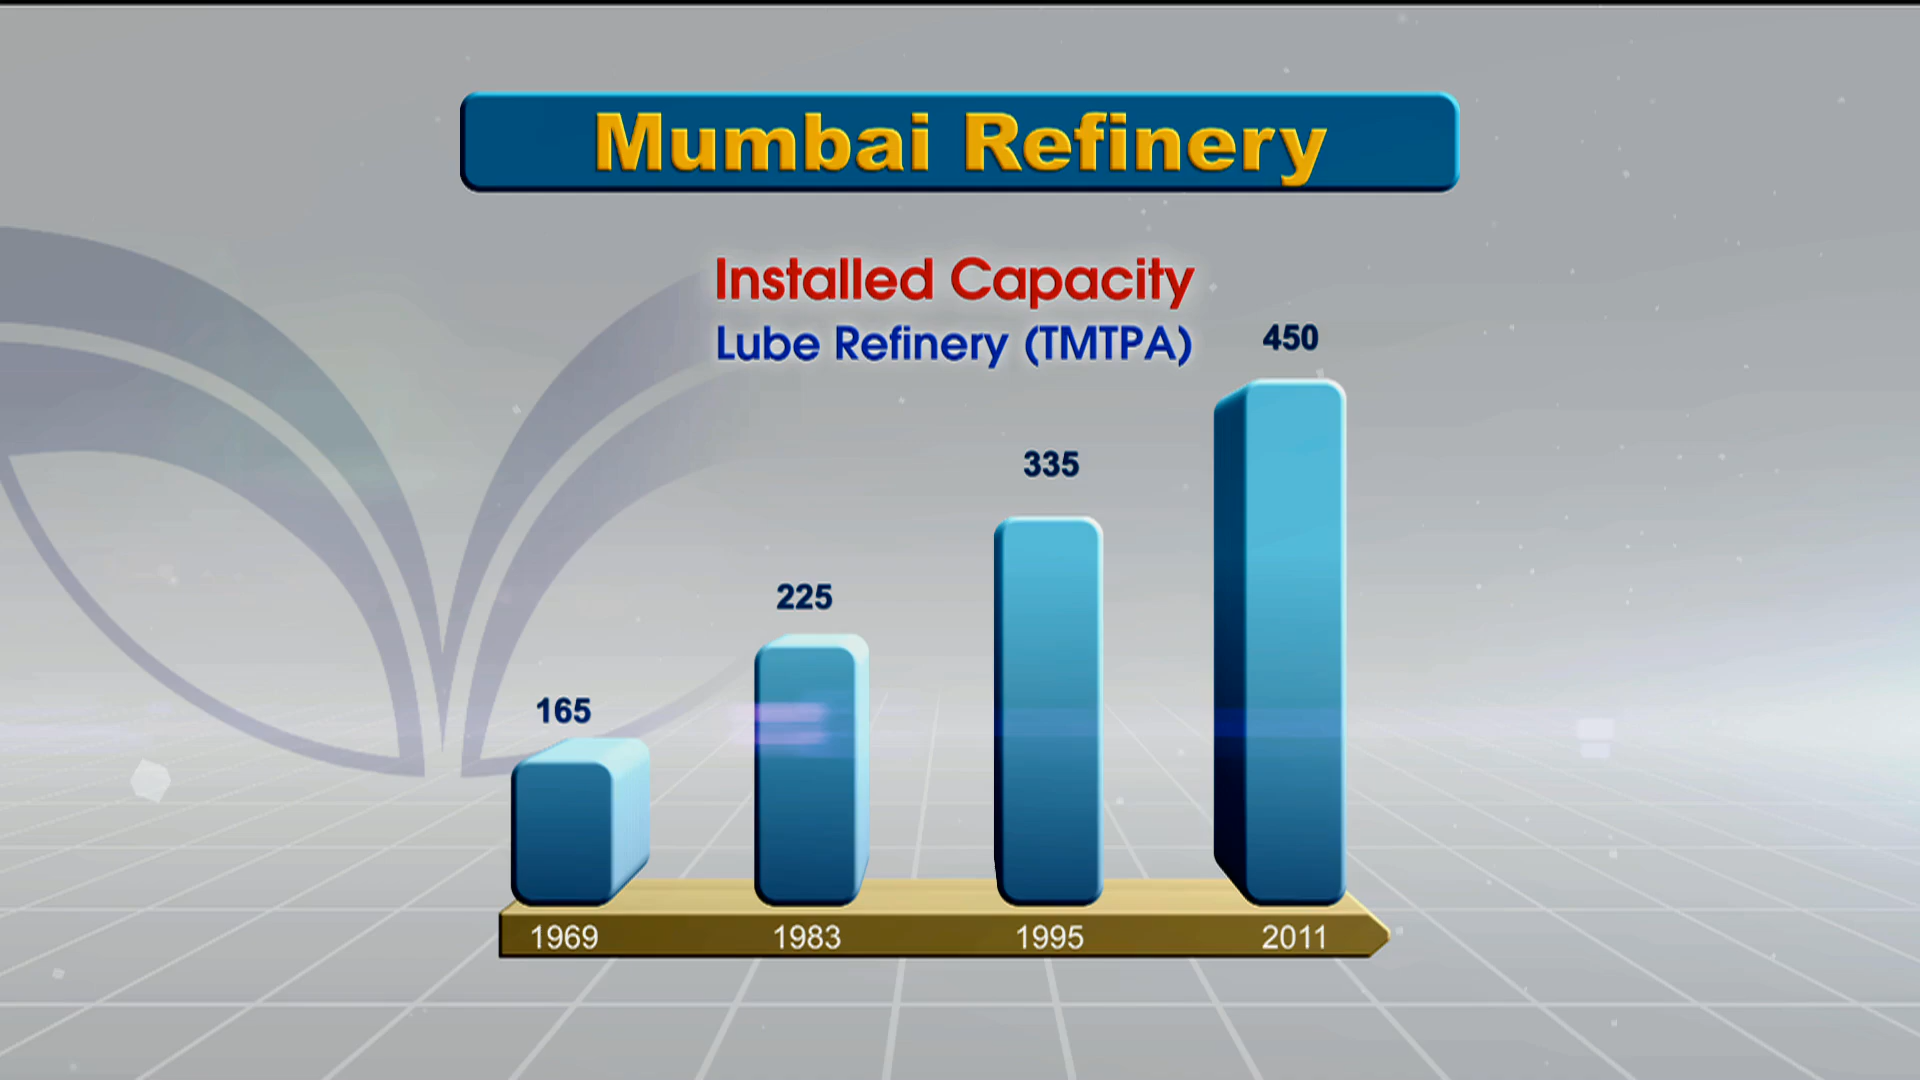 Mumbai Refinery
Installed Capacity
Lube Refinery (TMTPA)
450
335
225
165
1969 1983 1995 2011